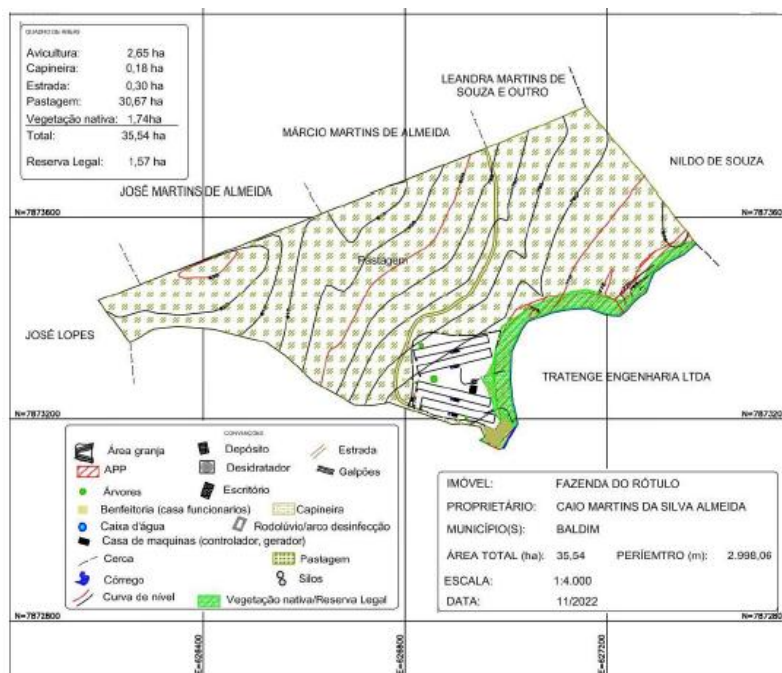 QUADRO DE ÁREAS
Avicultura: 2,65 ha
Capineira: 0,18 ha
Estrada: 0,30 ha
Pastagem: 30,67 ha
Vegetação nativa: 1,74 ha
Total: 35,54 ha
Reserva Legal: 1,57 ha
LEANDRA MARTINS DE
SOUZA E OUTRO
MÁRCIO MARTINS DE ALMEIDA
NILDO DE SOUZA
JOSÉ MARTINS DE ALMEIDA
N=7873600
N=787360
Pastagem
JOSÉ LOPES
TRATENGE ENGENHARIA LTDA
N=7873200
N=7873200
CONVENÇÕES
Área granja
Depósito
Estrada
APP
Desidratador
Galpões
Árvores
Escritório
Benfeitoria (casa funcionarios)
Capineira
Caixa d'água
Rodolúvio/arco desinfecção
Casa de maquinas (controlador, gerador)
Cerca
Pastagem
Córrego
Silos
Curva de nível
Vegetação nativa/Reserva Legal
IMÓVEL: FAZENDA DO RÓTULO
PROPRIETÁRIO: CAIO MARTINS DA SILVA ALMEIDA
MUNICÍPIO(S): BALDIM
ÁREA TOTAL (ha): 35,54 PERÍEMTRO (m): 2.998,06
ESCALA: 1:4.000
DATA: 11/2022
N=7872800
N=787280
E=626400
E=626800
E=627200